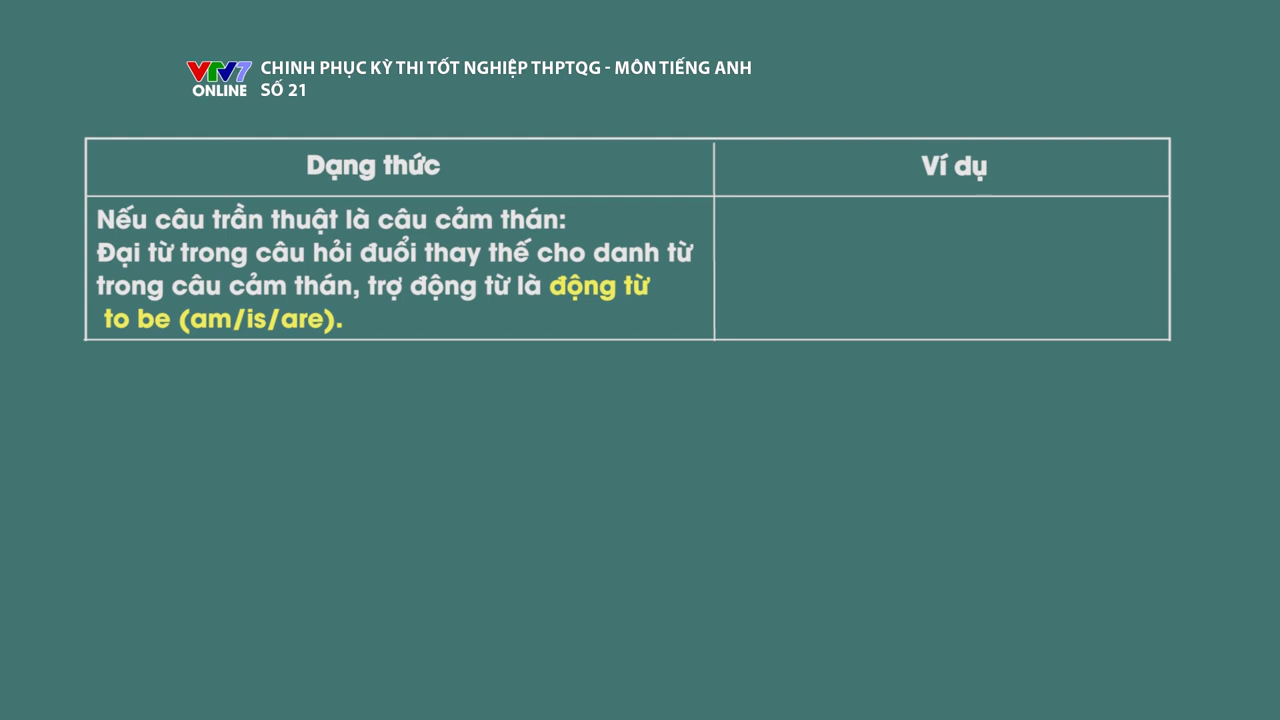 VTV7
ONLINE
CHINH PHỤC KỲ THI TỐT NGHIỆP THPTQG - MÔN TIẾNG ANH
SỐ 21
Dạng thức
Ví dụ
Nếu câu trần thuật là câu cảm thán:
Đại từ trong câu hỏi đuổi thay thế cho danh từ
trong câu cảm thán, trợ động từ là động từ
to be (am/is/are).